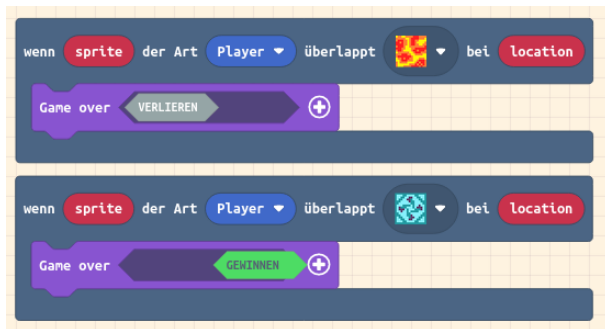 wenn sprite der Art Player überlappt bei location
Game over VERLIEREN
wenn sprite der Art Player überlappt bei location
Game over GEWINNEN